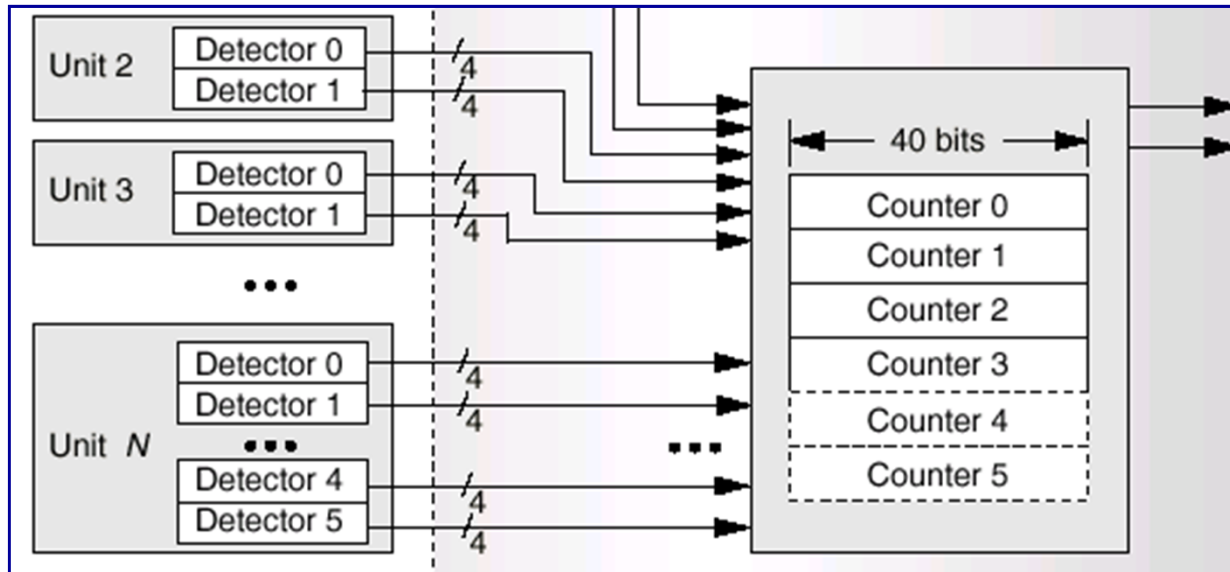 Unit 2
Detector 0
Detector 1
4
4
Unit 3
Detector 0
Detector 1
4
4
•••
Unit N
Detector 0
Detector 1
•••
Detector 4
Detector 5
4
4
•••
4
4
40 bits
Counter 0
Counter 1
Counter 2
Counter 3
Counter 4
Counter 5